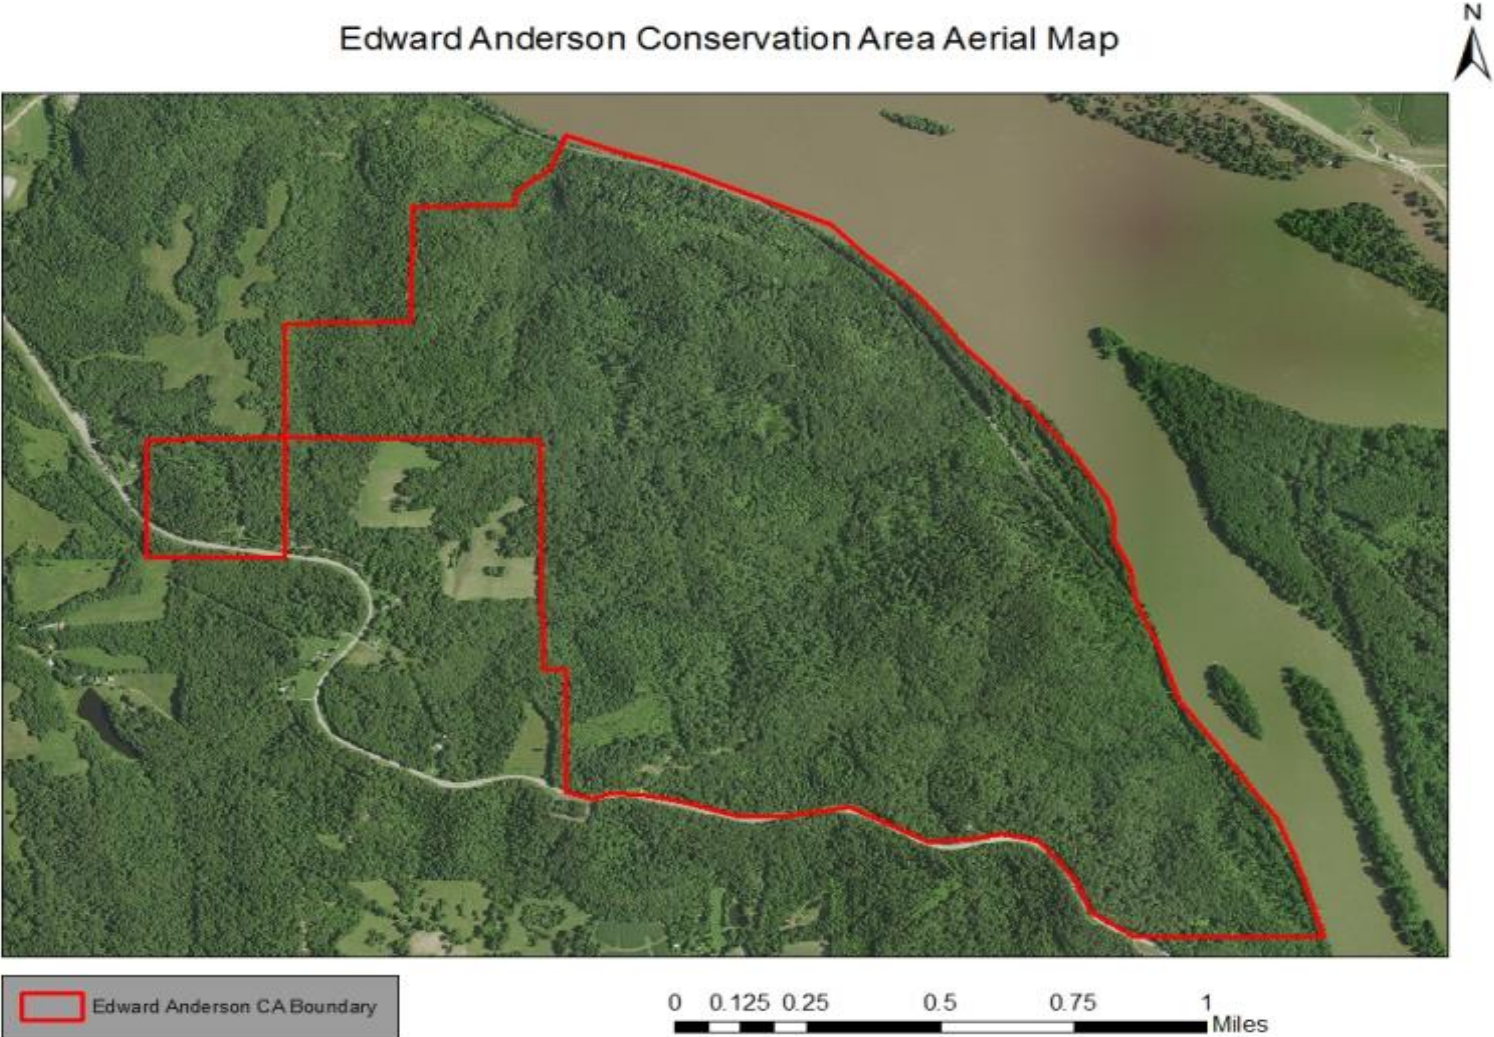 N
Edward Anderson Conservation Area Aerial Map
Edward Anderson CA Boundary
0 0.125 0.25 0.5 0.75 1
Miles